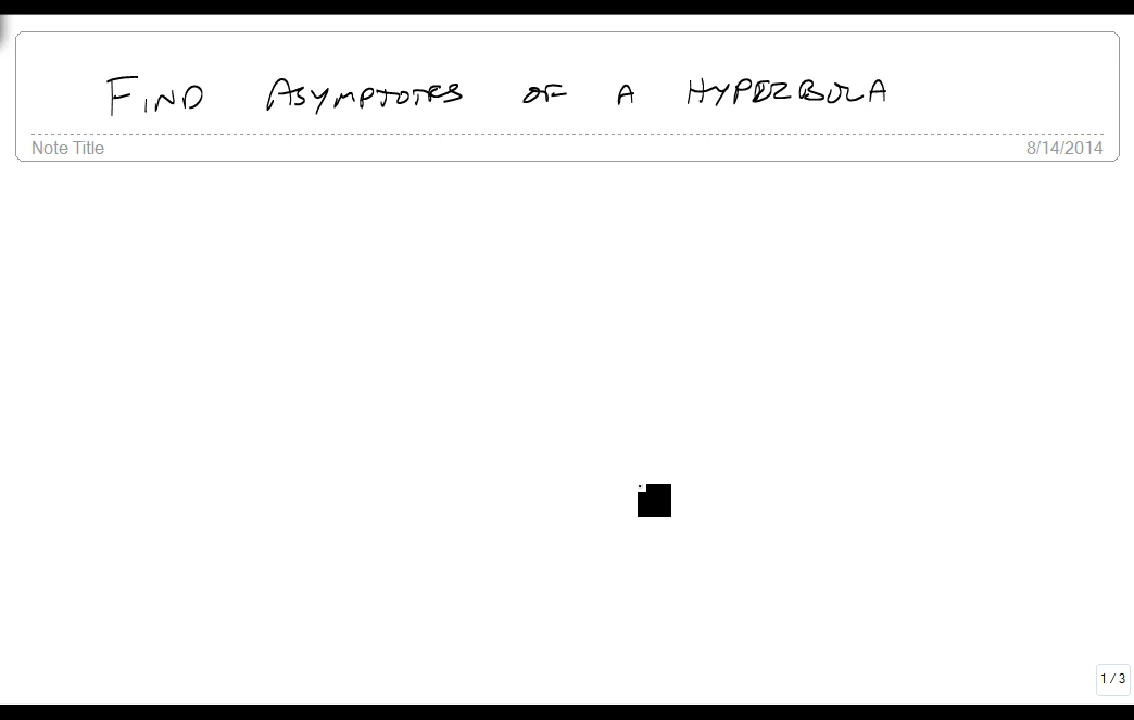 FIND ASYMPTOTES OF A HYPERBOLA
Note Title
8/14/2014
1 / 3